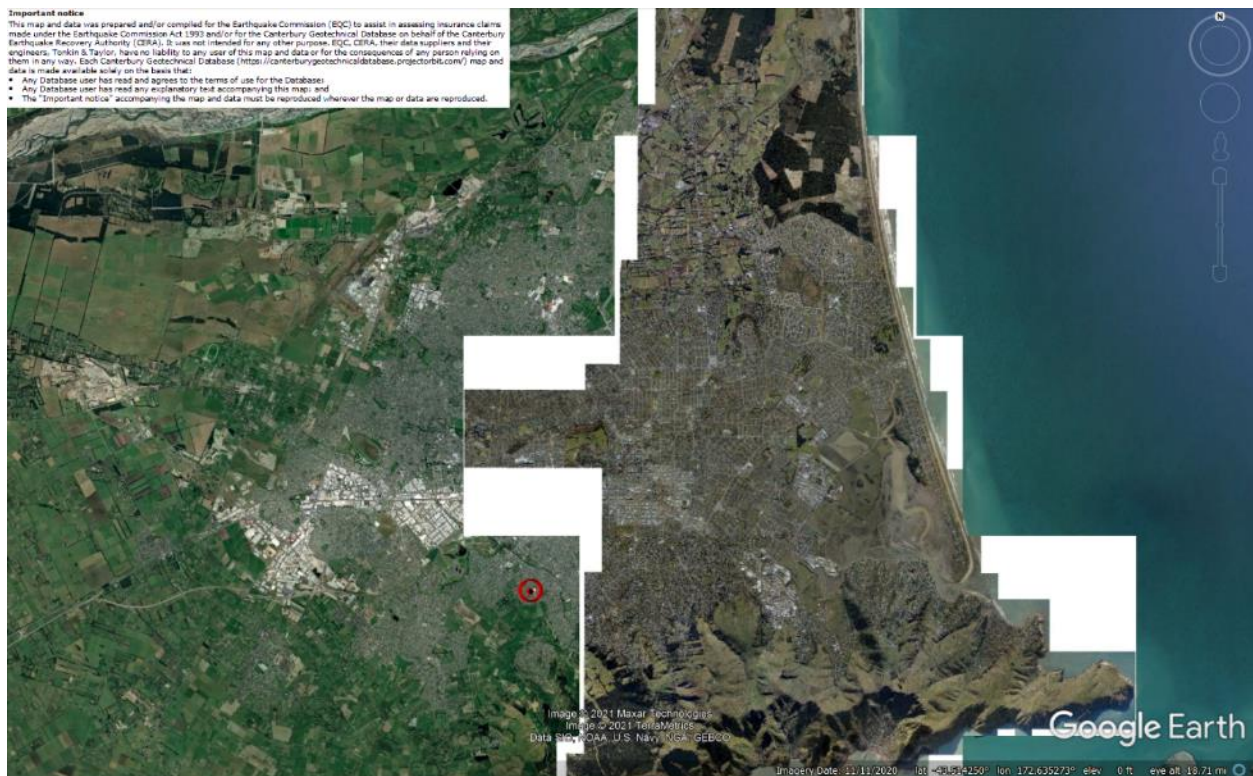 Important notice
This map and data was prepared and/or compiled for the Earthquake Commission (EQC) to assist in assessing insurance claims
made under the Earthquake Commission Act 1993 and/or for the Canterbury Geotechnical Database on behalf of the Canterbury
Earthquake Recovery Authority (CERA). It was not intended for any other purpose. EQC, CERA, their data suppliers and their
engineers, Tonkin & Taylor, have no liability to any user of this map and data or for the consequences of any person relying on
them in any way. Each Canterbury Geotechnical Database (https://canterburygeotechnicaldatabase.projectorbit.com/) map and
data is made available solely on the basis that:
• Any Database user has read and agrees to the terms of use for the Database;
• Any Database user has read any explanatory text accompanying this map; and
• The "Important notice" accompanying the map and data must be reproduced wherever the map or data are reproduced.
N
Image © 2021 Maxar Technologies
Image © 2021 TerraMetrics
Data SIO, NOAA, U.S. Navy, NGA, GEBCO
Google Earth
Imagery Date: 11/11/2020 lat -43.514250° lon 172.635273° elev 0 ft eye alt 18.71 mi